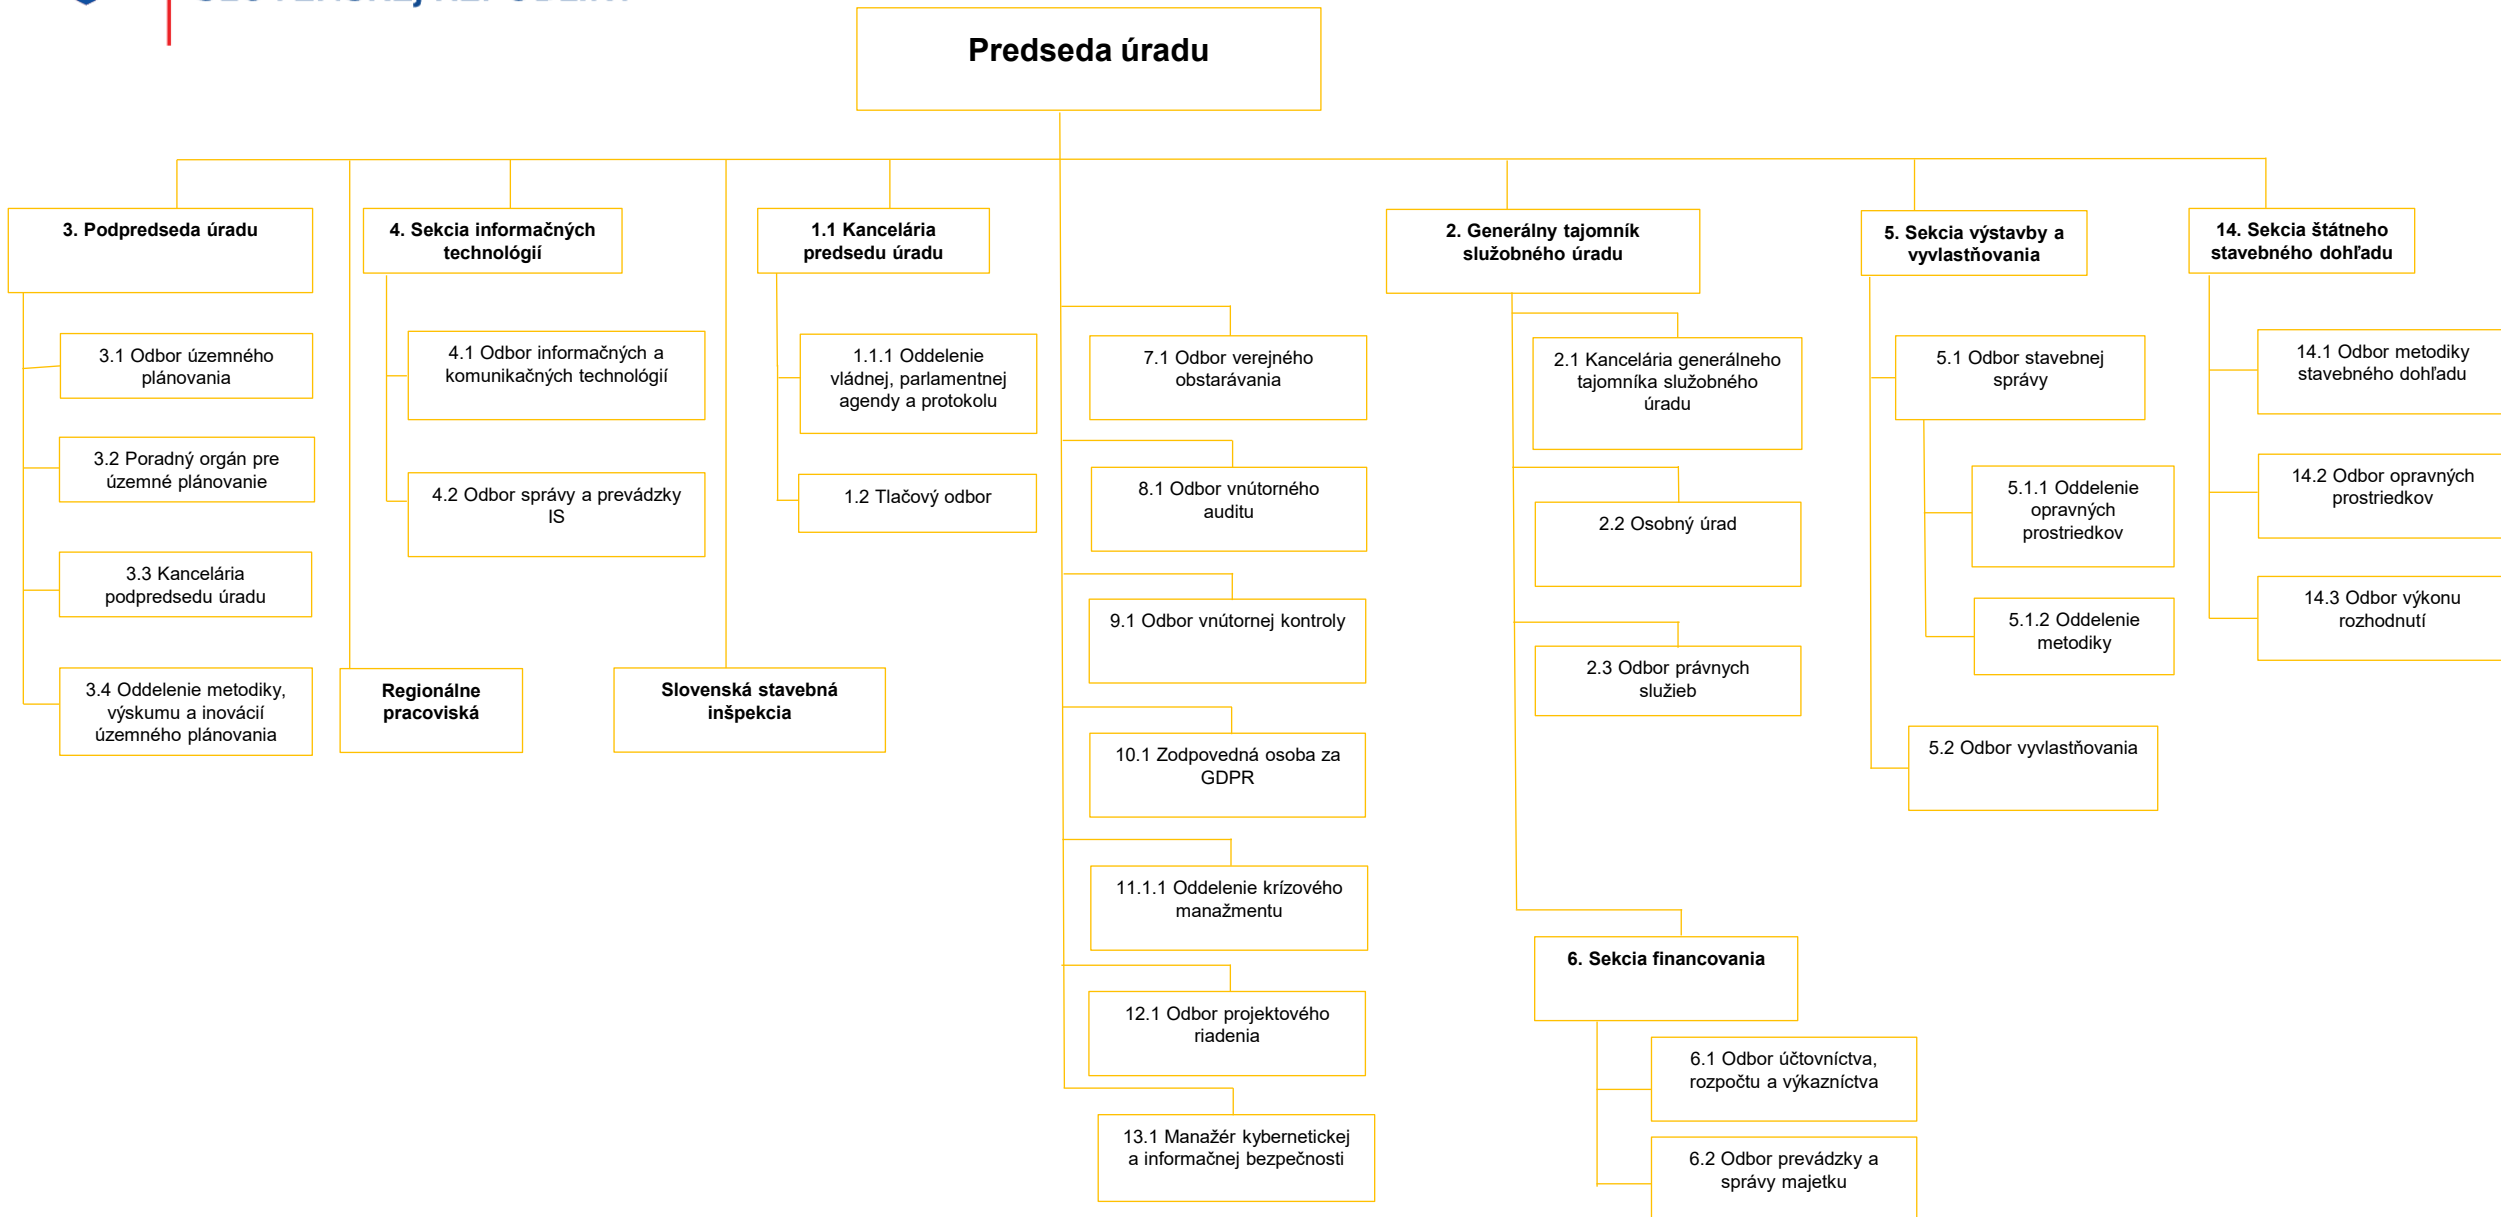 Predseda úradu
3. Podpredseda úradu
4. Sekcia informačných
technológií
1.1 Kancelária
predsedu úradu
2. Generálny tajomník
služobného úradu
5. Sekcia výstavby a
vyvlastňovania
14. Sekcia štátneho
stavebného dohľadu
3.1 Odbor územného
plánovania
3.2 Poradný orgán pre
územné plánovanie
3.3 Kancelária
podpredsedu úradu
3.4 Oddelenie metodiky,
výskumu a inovácií
územného plánovania
Regionálne
pracoviská
4.1 Odbor informačných a
komunikačných technológií
4.2 Odbor správy a prevádzky
IS
Slovenská stavebná
inšpekcia
1.1.1 Oddelenie
vládnej, parlamentnej
agendy a protokolu
1.2 Tlačový odbor
7.1 Odbor verejného
obstarávania
8.1 Odbor vnútorného
auditu
9.1 Odbor vnútornej kontroly
10.1 Zodpovedná osoba za
GDPR
11.1.1 Oddelenie krízového
manažmentu
12.1 Odbor projektového
riadenia
13.1 Manažér kybernetickej
a informačnej bezpečnosti
2.1 Kancelária generálneho
tajomníka služobného
úradu
2.2 Osobný úrad
2.3 Odbor právnych
služieb
6. Sekcia financovania
6.1 Odbor účtovníctva,
rozpočtu a výkazníctva
6.2 Odbor prevádzky a
správy majetku
5.1 Odbor stavebnej
správy
5.1.1 Oddelenie
opravných
prostriedkov
5.1.2 Oddelenie
metodiky
5.2 Odbor vyvlastňovania
14.1 Odbor metodiky
stavebného dohľadu
14.2 Odbor opravných
prostriedkov
14.3 Odbor výkonu
rozhodnutí